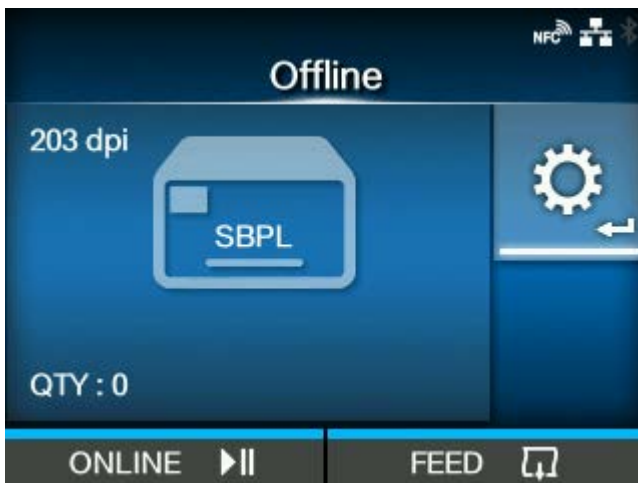 NFC
Offline
203 dpi
SBPL
QTY : 0
ONLINE FEED